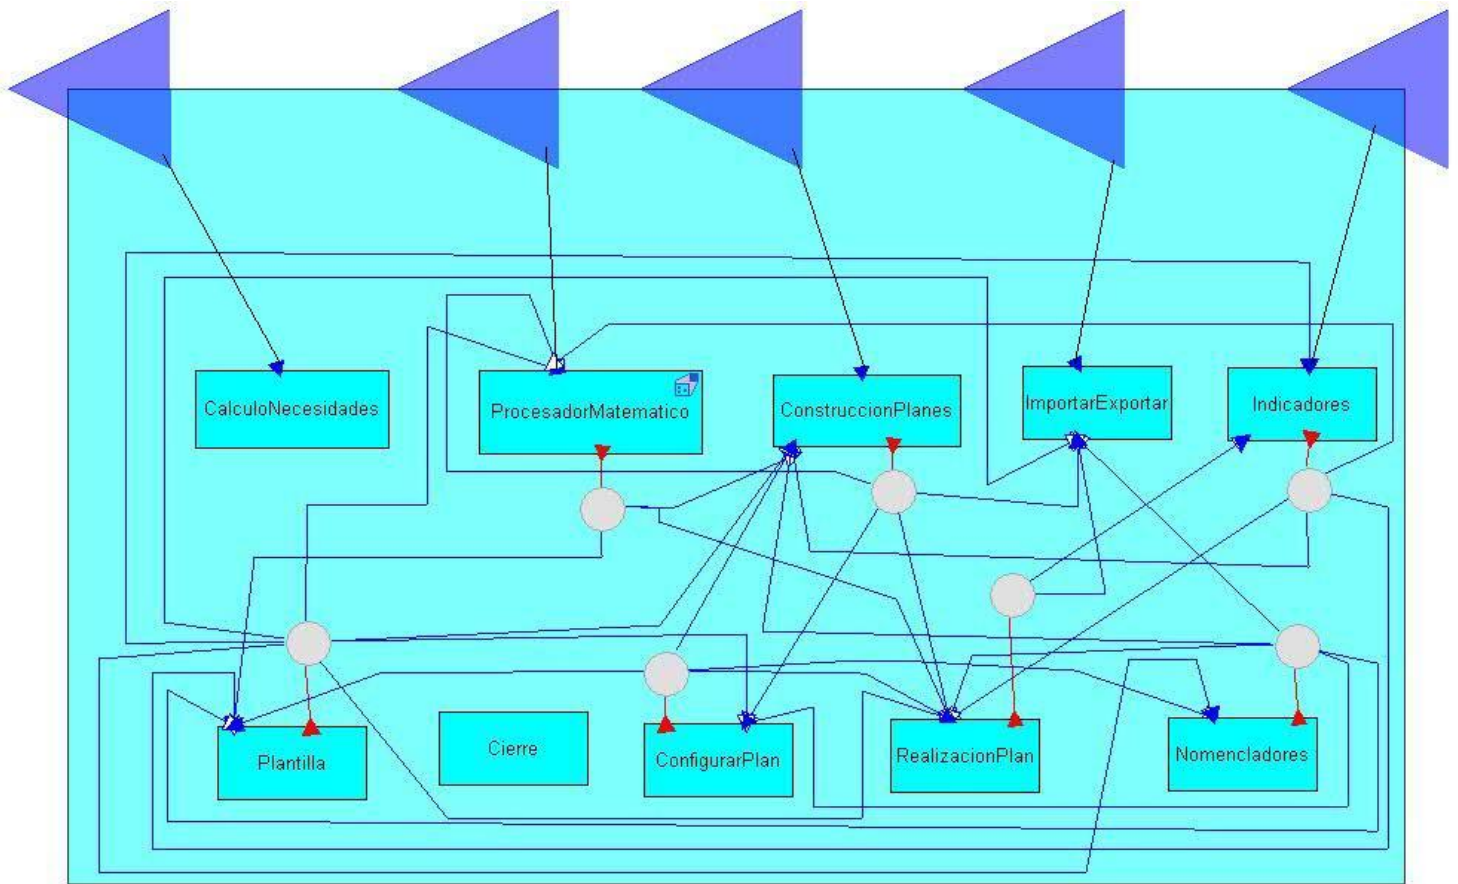 CalculoNecesidades
ProcesadorMatematico
ConstruccionPlanes
ImportarExportar
Indicadores
Plantilla
Cierre
ConfigurarPlan
RealizacionPlan
Nomencladores